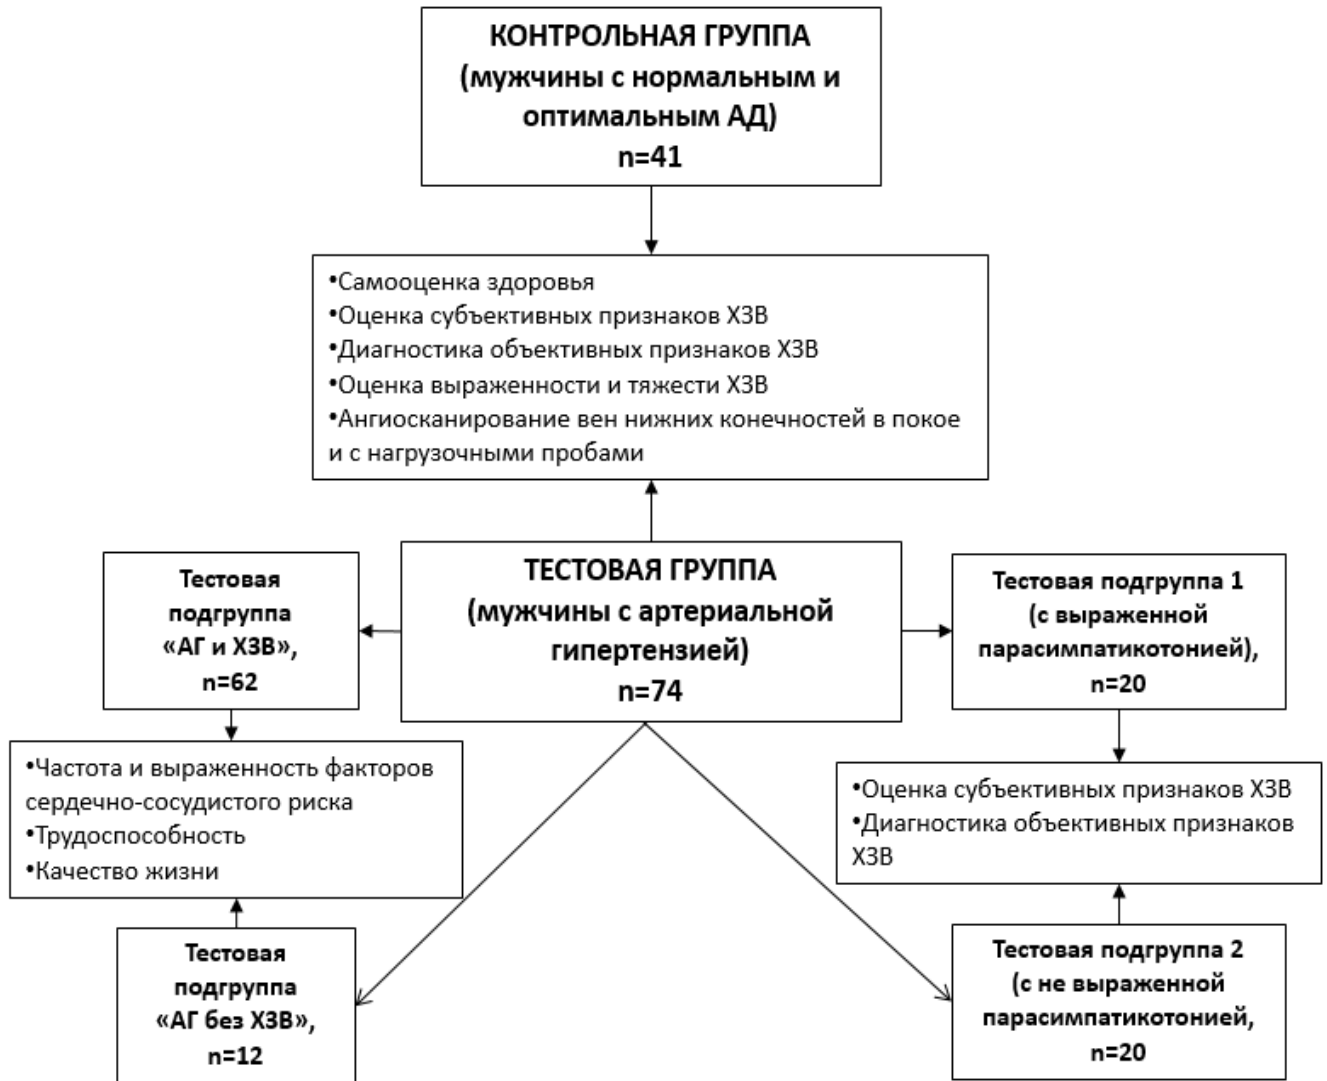 КОНТРОЛЬНАЯ ГРУППА
(мужчины с нормальным и
оптимальным АД)
n=41
•Самооценка здоровья
•Оценка субъективных признаков ХЗВ
•Диагностика объективных признаков ХЗВ
•Оценка выраженности и тяжести ХЗВ
•Ангиосканирование вен нижних конечностей в покое
и с нагрузочными пробами
Тестовая
подгруппа
«АГ и ХЗВ»,
n=62
ТЕСТОВАЯ ГРУППА
(мужчины с артериальной
гипертензией)
n=74
Тестовая подгруппа 1
(с выраженной
парасимпатикотонией),
n=20
•Частота и выраженность факторов
сердечно-сосудистого риска
•Трудоспособность
•Качество жизни
•Оценка субъективных признаков ХЗВ
•Диагностика объективных признаков
ХЗВ
Тестовая
подгруппа
«АГ без ХЗВ»,
n=12
Тестовая подгруппа 2
(с не выраженной
парасимпатикотонией,
n=20